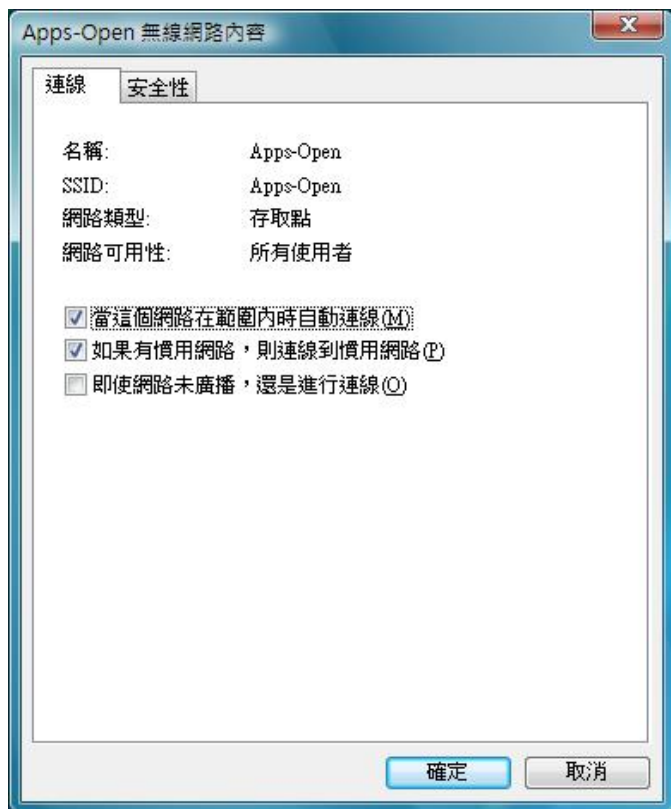 Apps-Open 無線網路內容
連線 安全性
名稱: Apps-Open
SSID: Apps-Open
網路類型: 存取點
網路可用性: 所有使用者
當這個網路在範圍內時自動連線(M)
如果有慣用網路，則連線到慣用網路(P)
即使網路未廣播，還是進行連線(O)
確定 取消